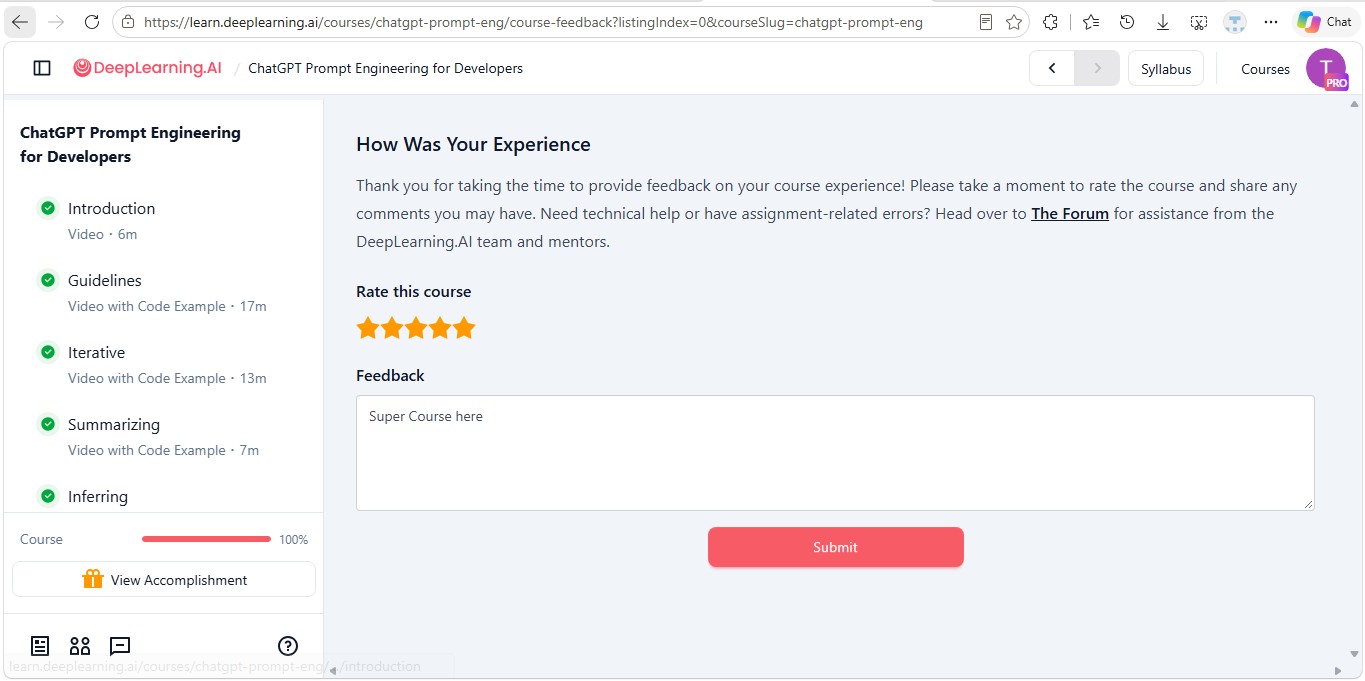 https://learn.deeplearning.ai/courses/chatgpt-prompt-eng/course-feedback?listingIndex=0&courseSlug=chatgpt-prompt-eng
Chat
DeepLearning.AI / ChatGPT Prompt Engineering for Developers
Syllabus
Courses
T
PRO
ChatGPT Prompt Engineering
for Developers
Introduction
Video · 6m
Guidelines
Video with Code Example · 17m
Iterative
Video with Code Example · 13m
Summarizing
Video with Code Example · 7m
Inferring
Course
100%
View Accomplishment
learn.deeplearning.ai/courses/chatgpt-prompt-eng/.../introduction
How Was Your Experience
Thank you for taking the time to provide feedback on your course experience! Please take a moment to rate the course and share any
comments you may have. Need technical help or have assignment-related errors? Head over to The Forum for assistance from the
DeepLearning.AI team and mentors.
Rate this course
Feedback
Super Course here
Submit